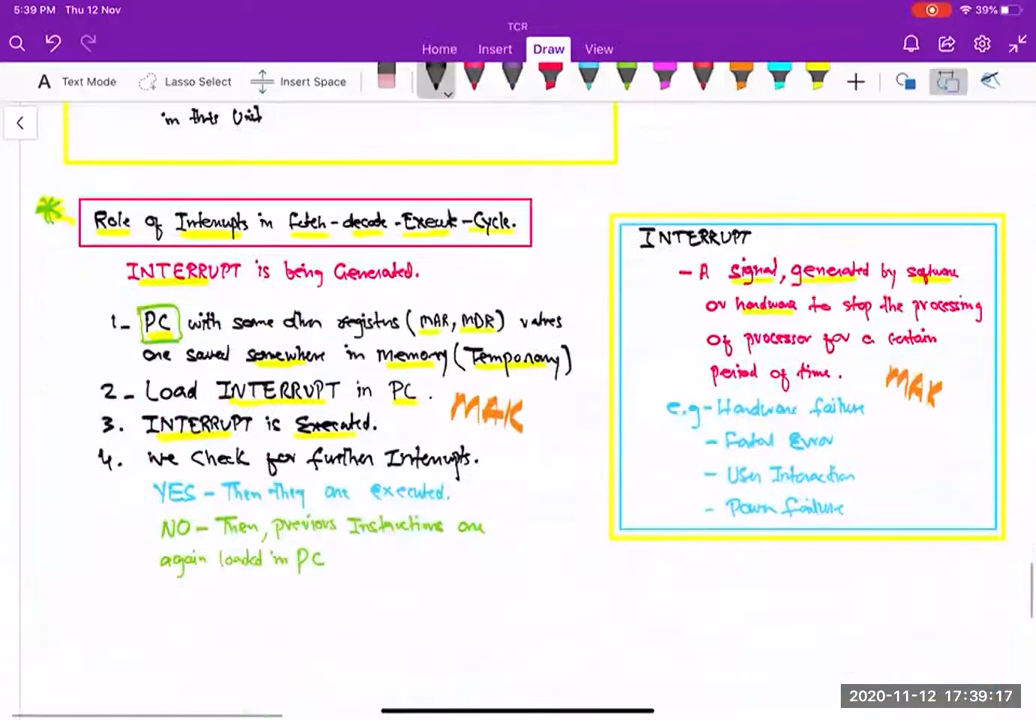 5:39 PM Thu 12 Nov
39%
TCR
Home Insert Draw View
A Text Mode Lasso Select Insert Space
in this Unit
Role of Interrupts in fetch-decode-Execute-Cycle.
INTERRUPT is being Generated.
1- PC with some other registers (MAR, MDR) values
are saved somewhere in Memory (Temporary)
2- Load INTERRUPT in PC.
MAK
3. INTERRUPT is Executed.
4. We Check for further Interrupts.
YES - Then they are executed.
NO - Then, previous Instructions are
again loaded in PC
INTERRUPT
- A signal, generated by software
or hardware to stop the processing
of processor for a certain
period of time.
MAK
e.g - Hardware failure
- Fatal Error
- User Interaction
- Power failure
2020-11-12 17:39:17